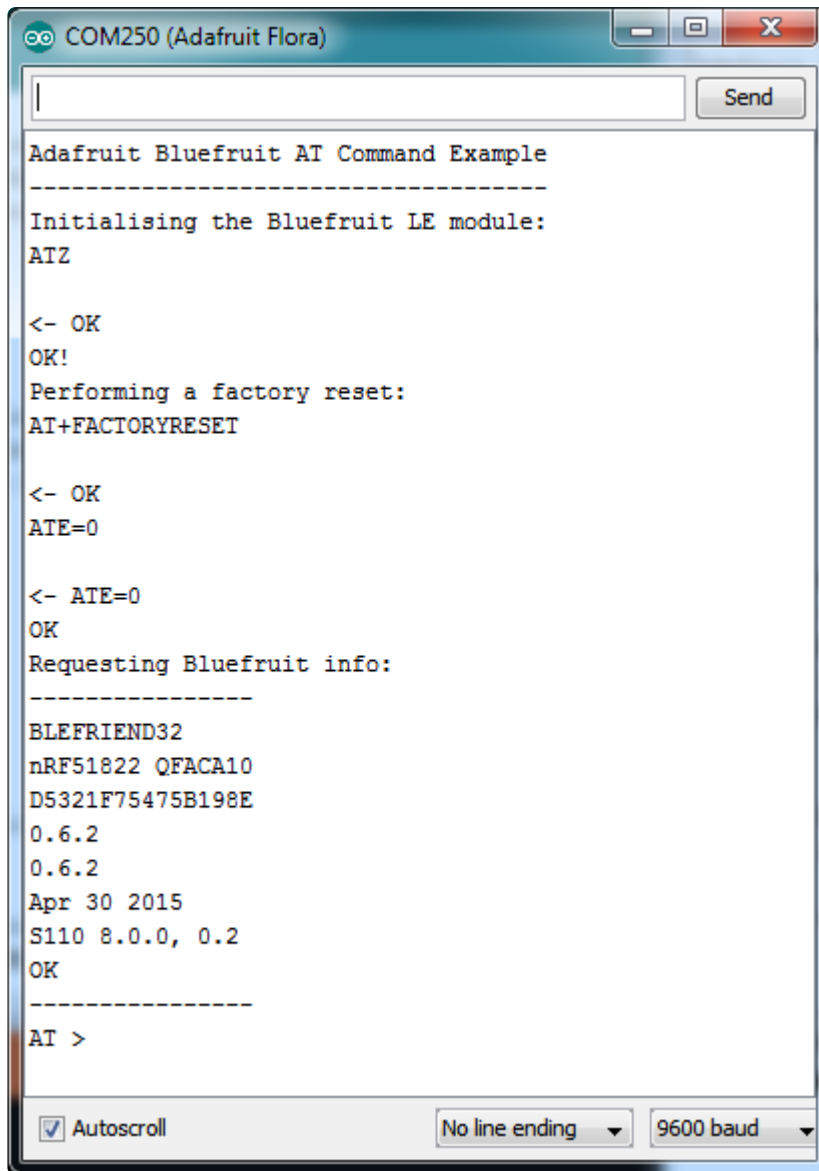 COM250 (Adafruit Flora)
Send
Adafruit Bluefruit AT Command Example
-------------------------------------
Initialising the Bluefruit LE module:
ATZ
<- OK
OK!
Performing a factory reset:
AT+FACTORYRESET
<- OK
ATE=0
<- ATE=0
OK
Requesting Bluefruit info:
----------------
BLEFRIEND32
nRF51822 QFACA10
D5321F75475B198E
0.6.2
0.6.2
Apr 30 2015
S110 8.0.0, 0.2
OK
----------------
AT >
Autoscroll No line ending 9600 baud